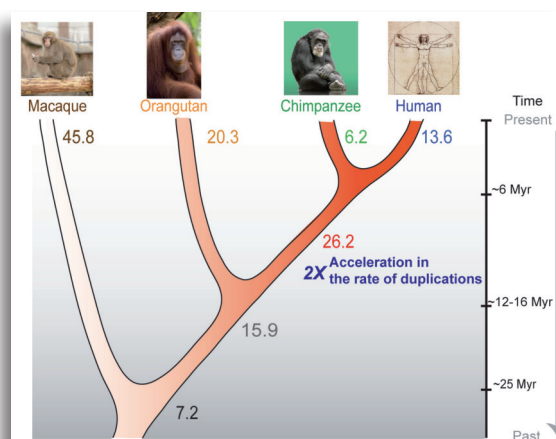 Macaque
Orangutan
Chimpanzee
Human
Time
Present
45.8
20.3
6.2
13.6
~6 Myr
26.2
2X Acceleration in
the rate of duplications
~12-16 Myr
15.9
~25 Myr
7.2
Past